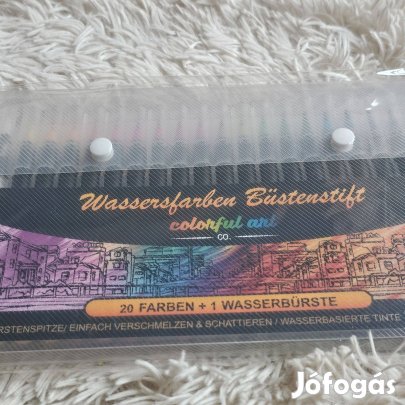 Wassersfarben Büstenstift
colorful art
CO.
20 FARBEN + 1 WASSERBÜRSTE
RSTENSPITZE/ EINFACH VERSCHMELZEN & SCHATTIEREN / WASSERBASIERTE TINTE
Jófogás